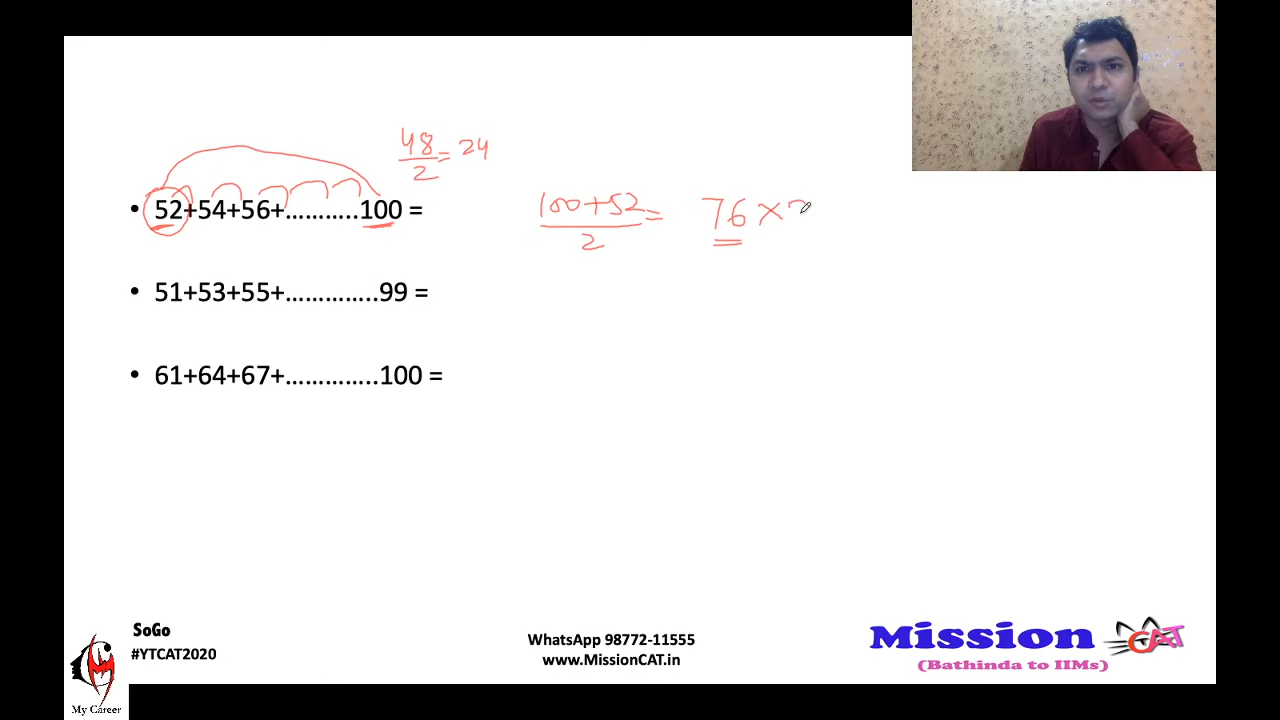 48/2 = 24
• 52+54+56+………..100 =
100+52/2 = 76 ×
• 51+53+55+…………..99 =
• 61+64+67+…………..100 =
SoGo
#YTCAT2020
WhatsApp 98772-11555
www.MissionCAT.in
Mission CAT
(Bathinda to IIMs)
My Career